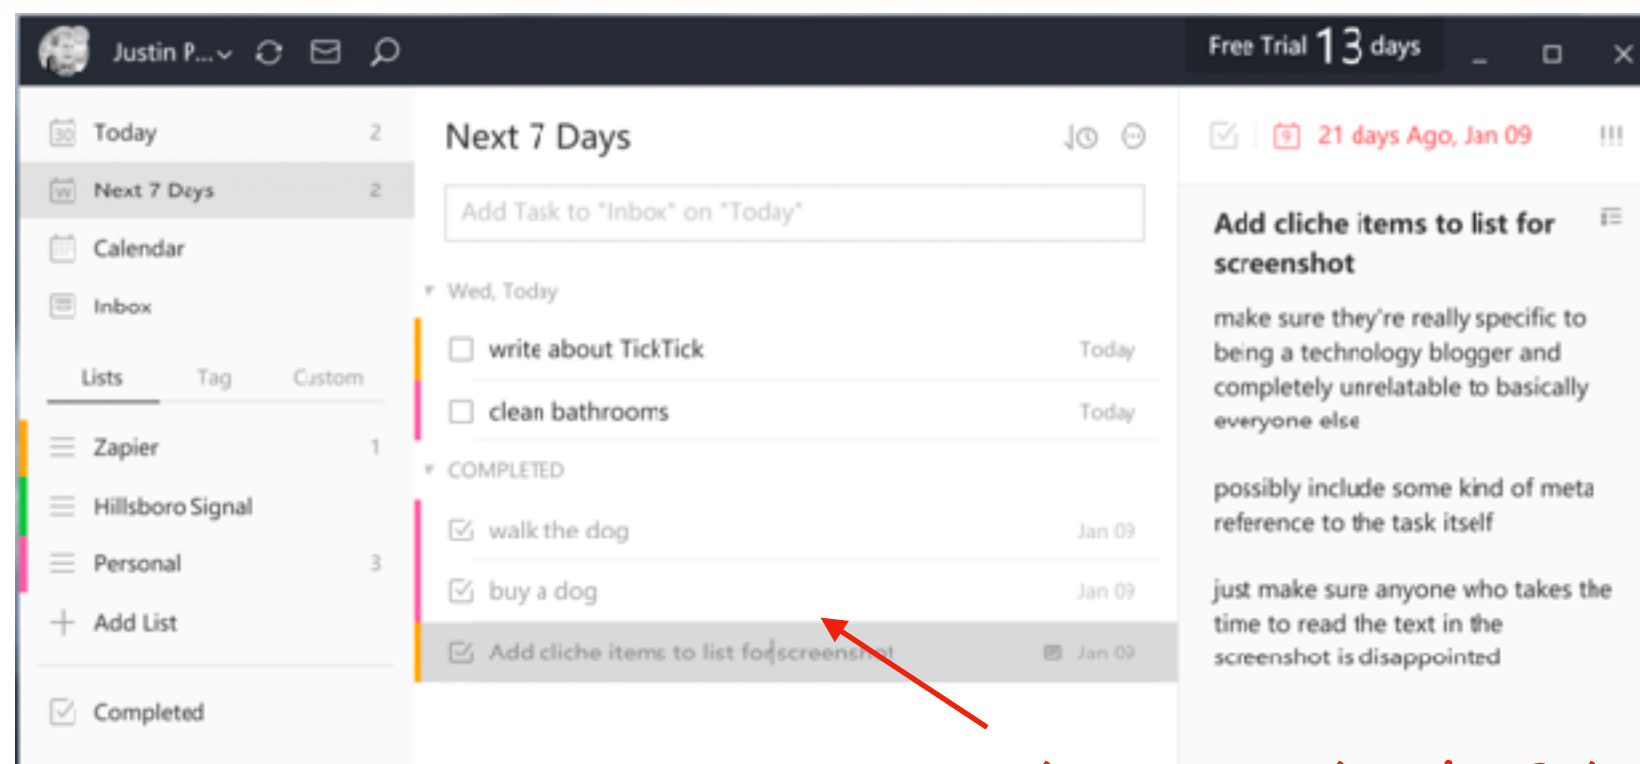 Justin P...
Free Trial 13 days
30 Today 2
W Next 7 Days 2
Calendar
Inbox
Lists Tag Custom
Zapier 1
Hillsboro Signal
Personal 3
Add List
Completed
Next 7 Days
Add Task to "Inbox" on "Today"
Wed, Today
write about TickTick Today
clean bathrooms Today
COMPLETED
walk the dog Jan 09
buy a dog Jan 09
Add cliche items to list for screenshot Jan 09
9 21 days Ago, Jan 09 !!!
Add cliche items to list for
screenshot
make sure they're really specific to
being a technology blogger and
completely unrelatable to basically
everyone else
possibly include some kind of meta
reference to the task itself
just make sure anyone who takes the
time to read the text in the
screenshot is disappointed